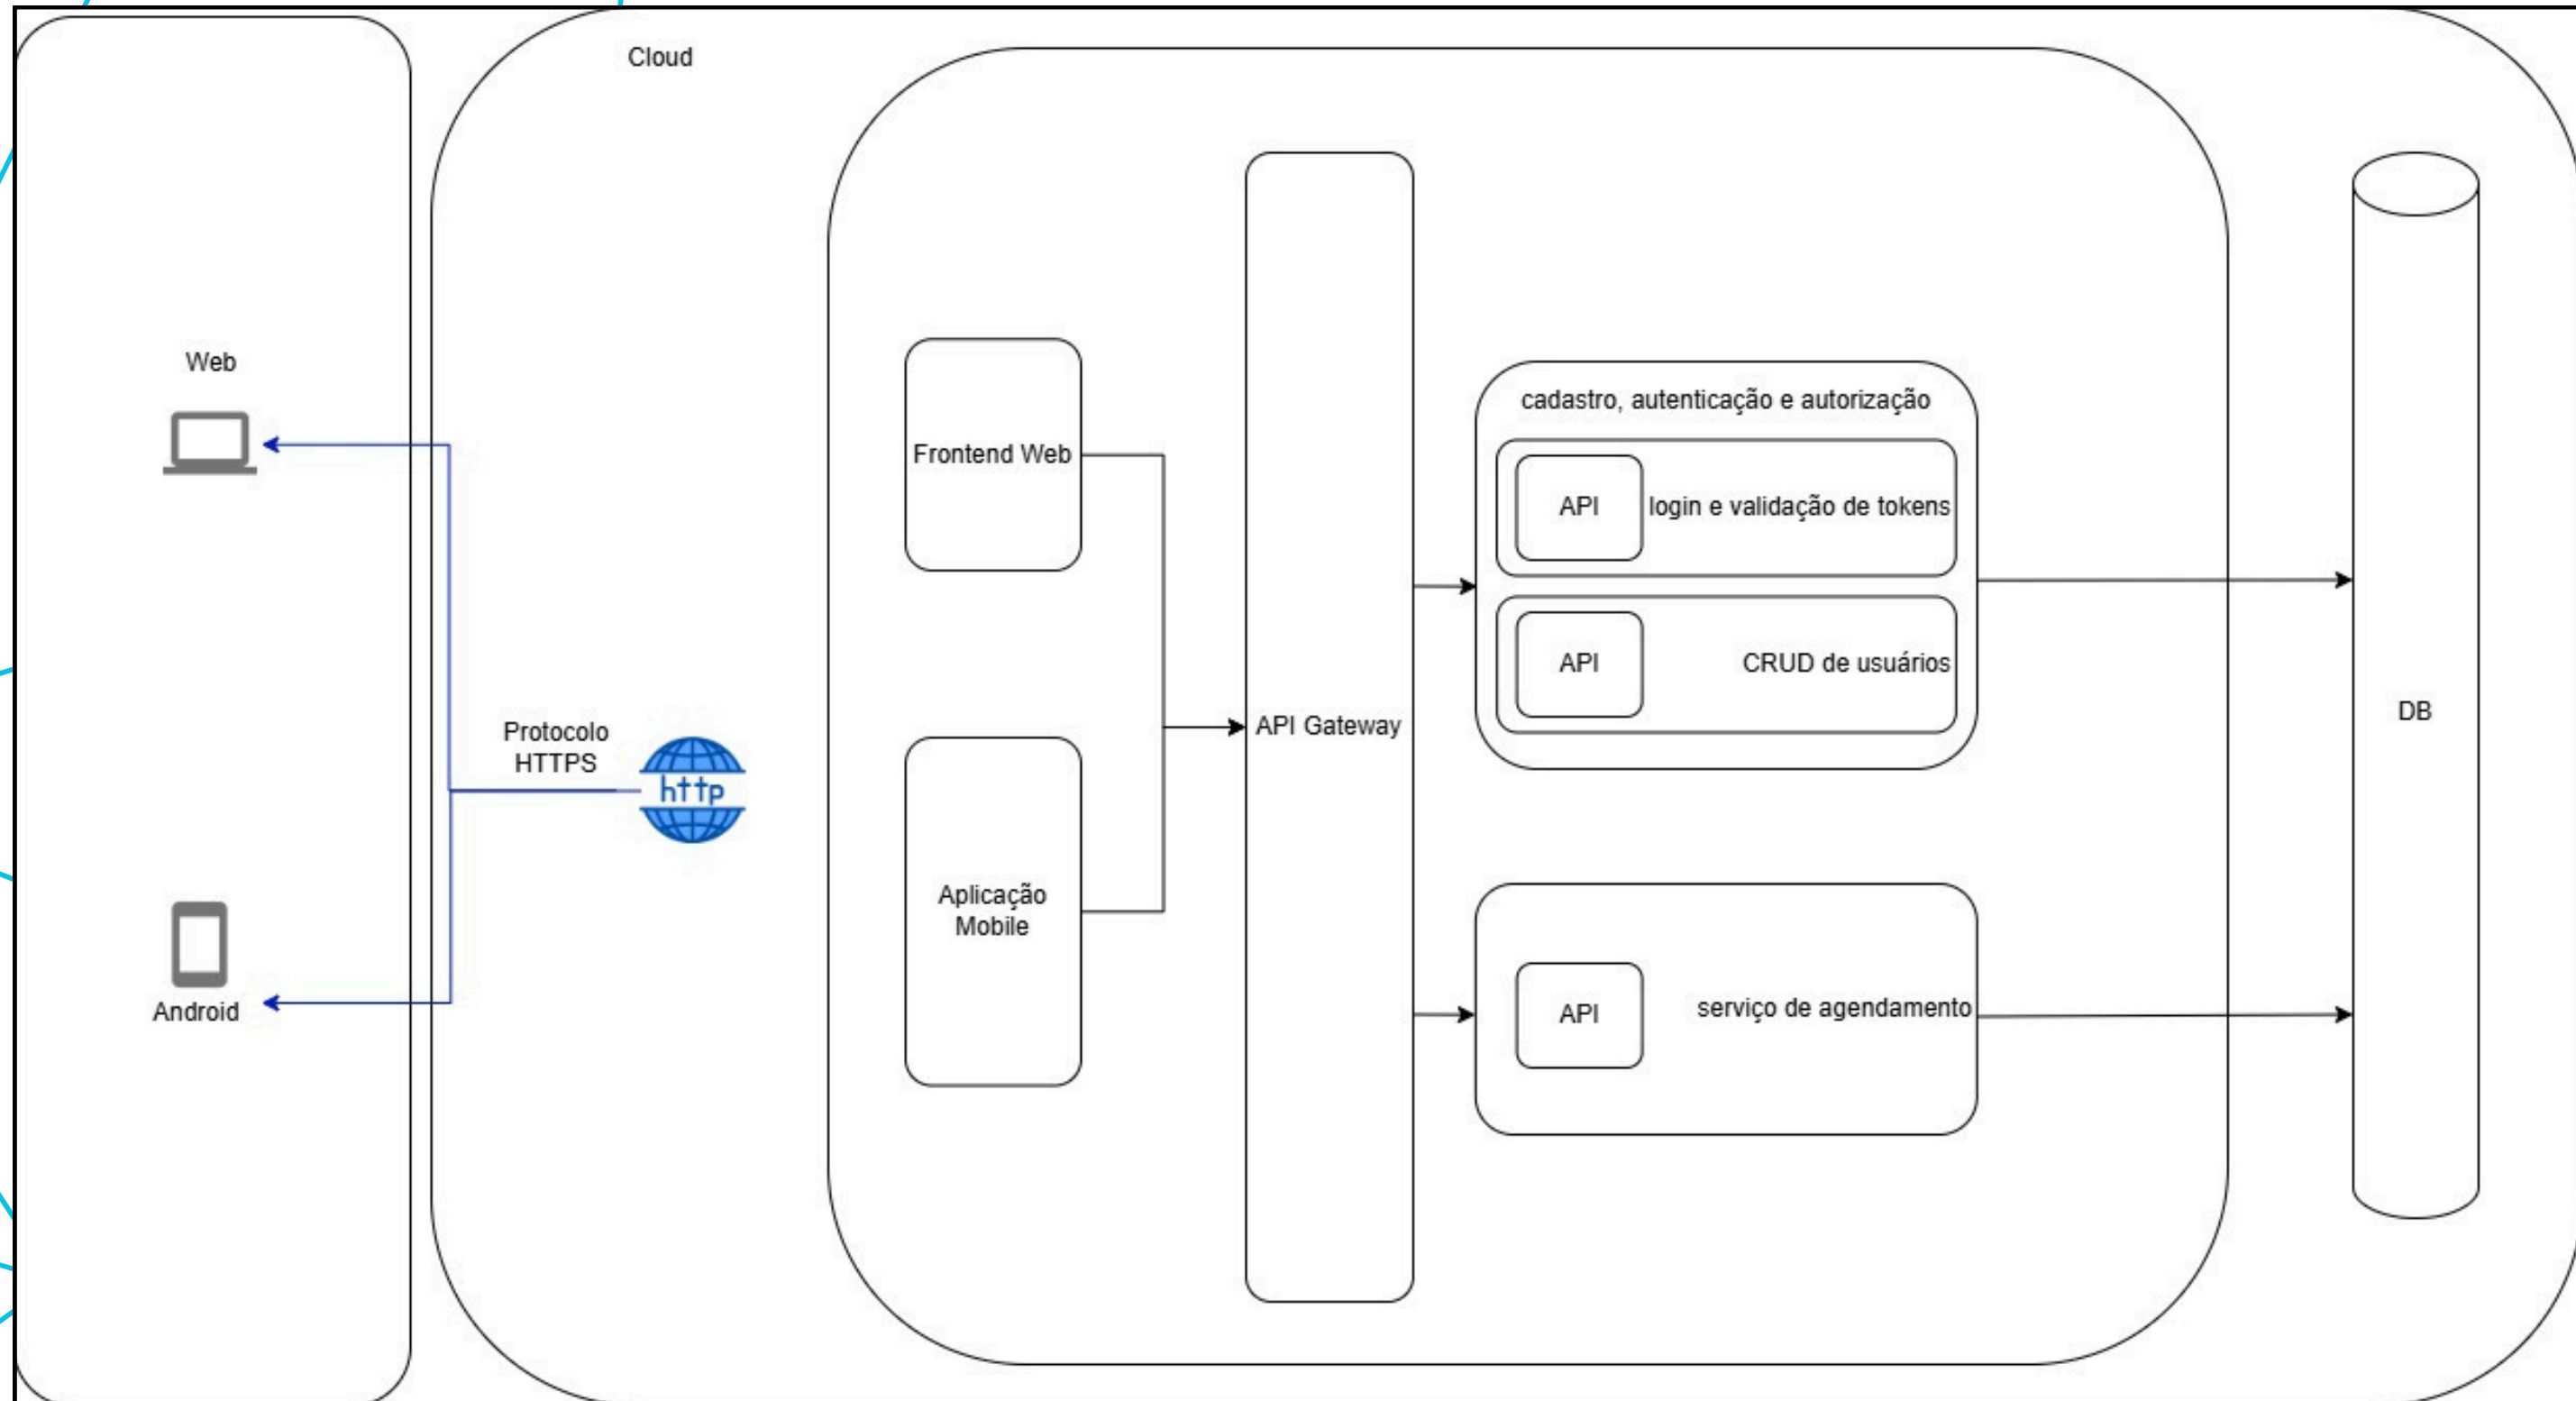 Cloud
Web
Protocolo
HTTPS
http
Android
Frontend Web
Aplicação
Mobile
API Gateway
cadastro, autenticação e autorização
API
login e validação de tokens
API
CRUD de usuários
API
serviço de agendamento
DB